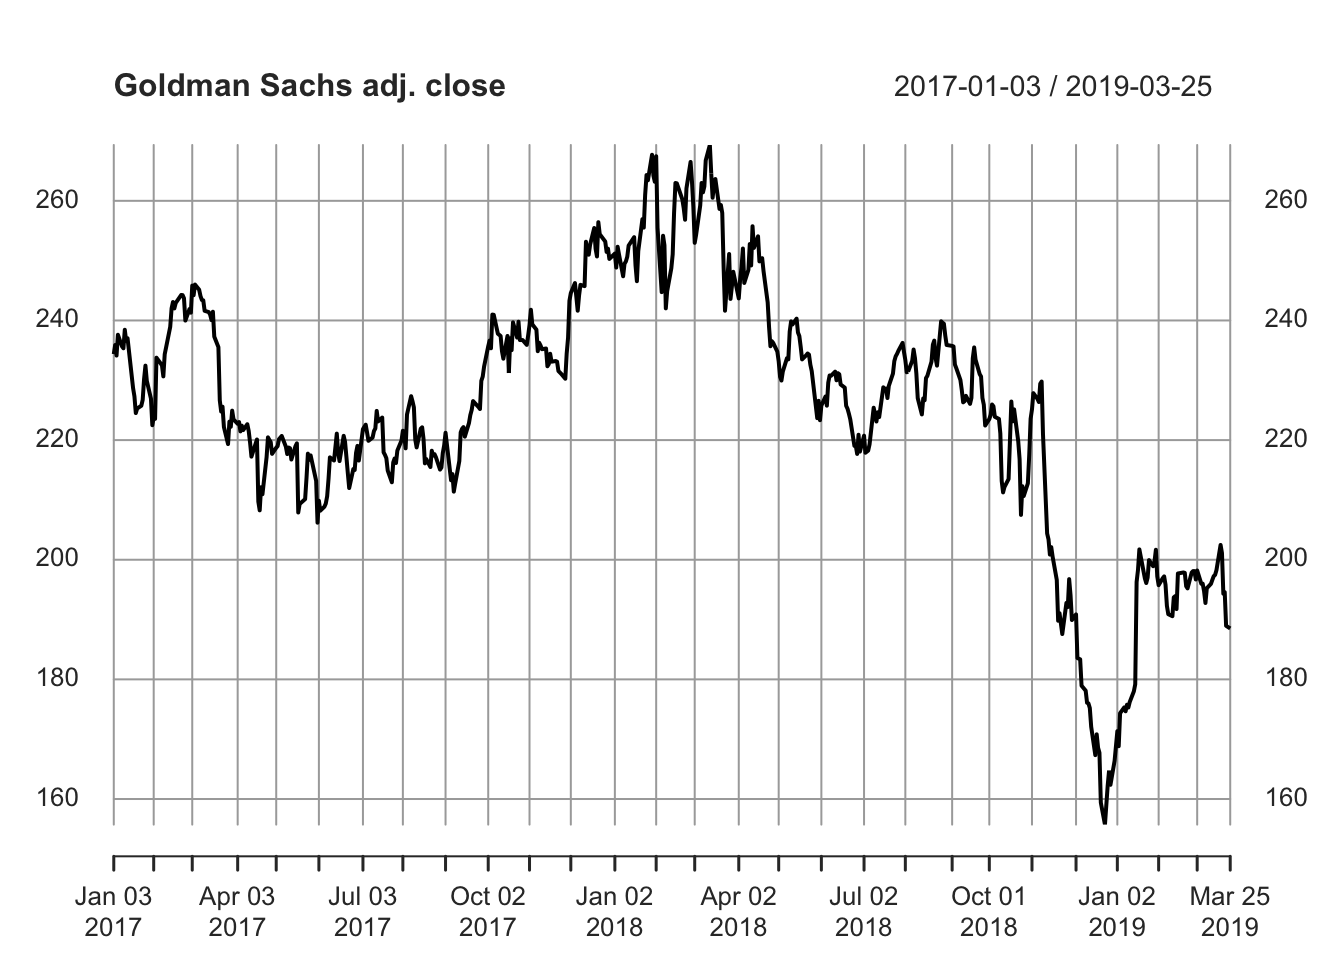 Goldman Sachs adj. close 2017-01-03 / 2019-03-25
260 260
240 240
220 220
200 200
180 180
160 160
Jan 03 Apr 03 Jul 03 Oct 02 Jan 02 Apr 02 Jul 02 Oct 01 Jan 02 Mar 25
2017 2017 2017 2017 2018 2018 2018 2018 2019 2019